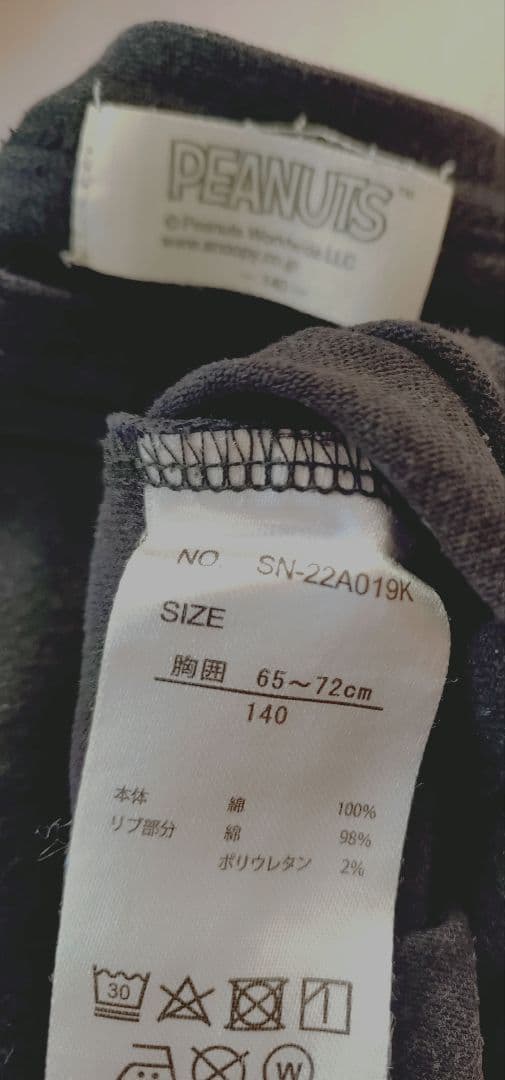 PEANUTS™
©Peanuts Worldwide LLC
www.snoopy.co.jp
— 140 —
NO. SN-22A019K
SIZE
胸囲 65～72cm
140
本体 綿 100%
リブ部分 綿 98%
ポリウレタン 2%
30
W